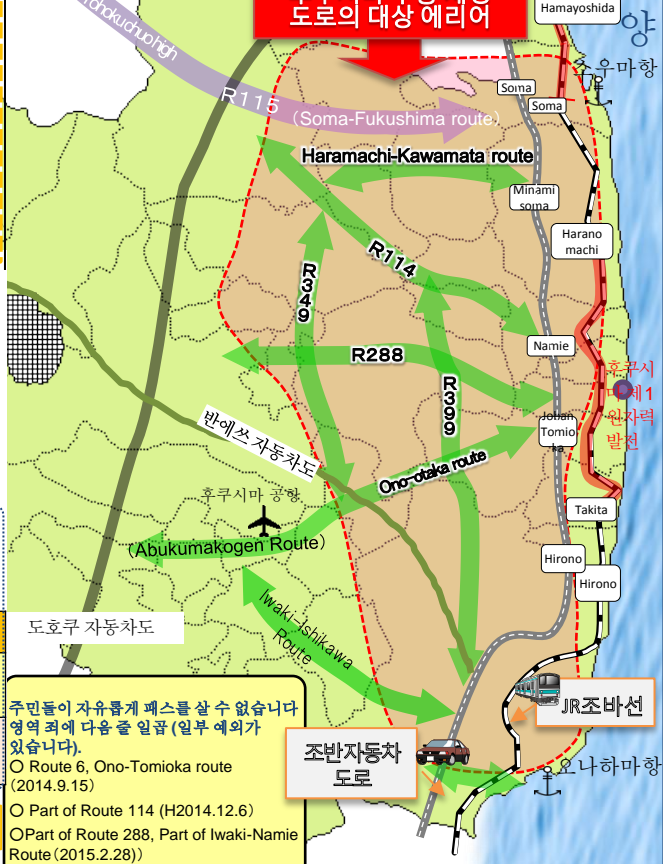 도로의 대상 에리어
Hamayoshida
양
소우마항
Tohokuchuo high
R115
(Soma-Fukushima route)
Soma
Soma
Haramachi-Kawamata route
Minami
soma
Harano
machi
R349
R114
Namie
R288
R399
후쿠시
마 제1
원자력
발전
Joban
Tomio
ka
반에쓰 자동차도
Ono-otaka route
후쿠시마 공항
Takita
(Abukumakogen Route)
Hirono
Hirono
Iwaki-Ishikawa
Route
도호쿠 자동차도
JR조바선
조반자동차
도로
오나하마항
주민들이 자유롭게 패스를 살 수 없습니다
영역 죄에 다음 줄 일곱 (일부 예외가
있습니다).
O Route 6, Ono-Tomioka route
(2014.9.15)
O Part of Route 114 (H2014.12.6)
OPart of Route 288, Part of Iwaki-Namie
Route(2015.2.28))